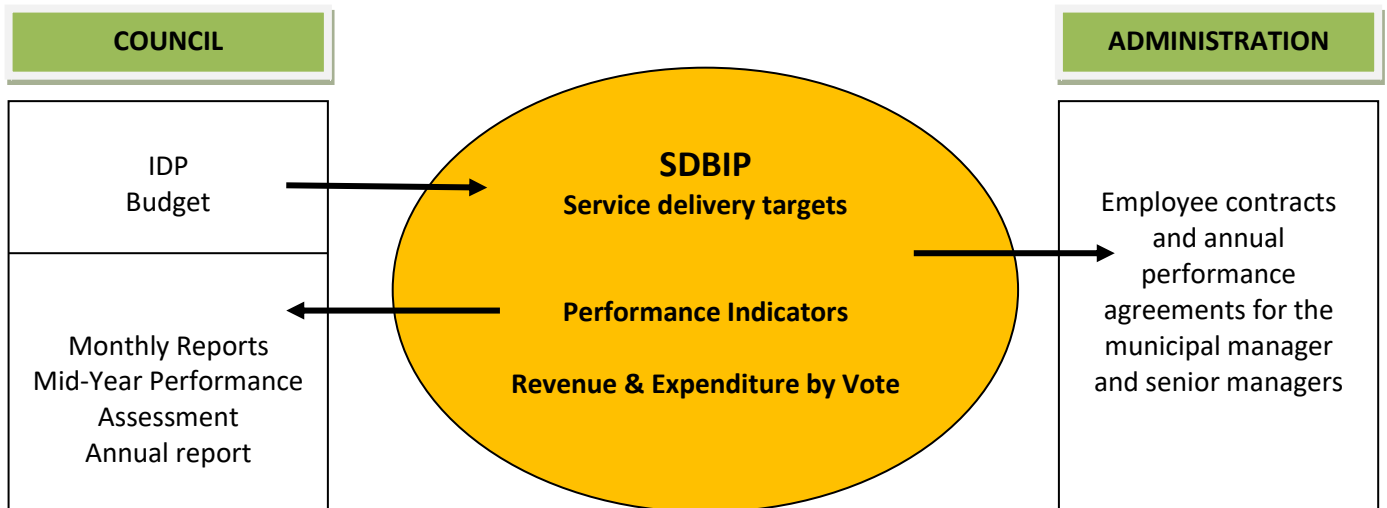 COUNCIL
IDP
Budget
Monthly Reports
Mid-Year Performance
Assessment
Annual report
SDBIP
Service delivery targets
Performance Indicators
Revenue & Expenditure by Vote
ADMINISTRATION
Employee contracts
and annual
performance
agreements for the
municipal manager
and senior managers